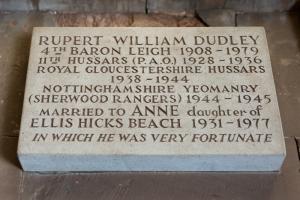 RUPERT WILLIAM DUDLEY
4TH BARON LEIGH 1908-1979
11TH HUSSARS (P.A.O.) 1928-1936
ROYAL GLOUCESTERSHIRE HUSSARS
1938-1944
NOTTINGHAMSHIRE YEOMANRY
(SHERWOOD RANGERS) 1944-1945
MARRIED TO ANNE daughter of
ELLIS HICKS BEACH 1931-1977
IN WHICH HE WAS VERY FORTUNATE